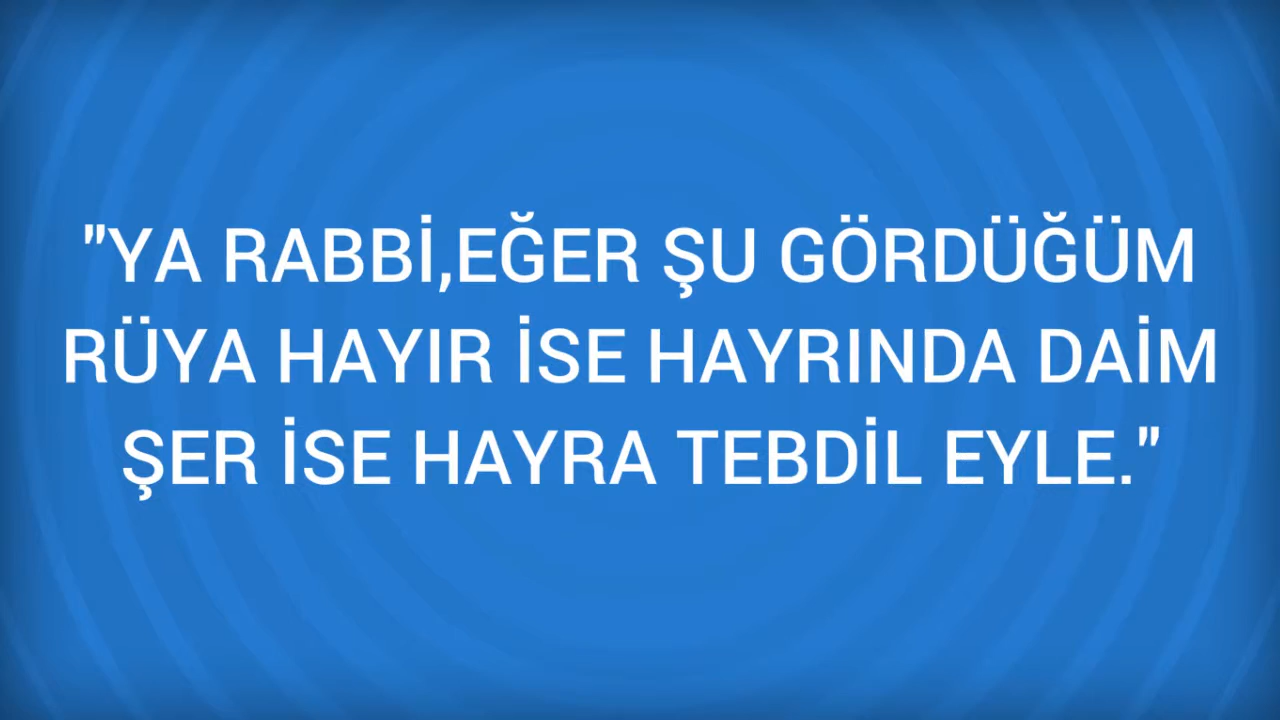 "YA RABBİ,EĞER ŞU GÖRDÜĞÜM
RÜYA HAYIR İSE HAYRINDA DAİM
ŞER İSE HAYRA TEBDİL EYLE."